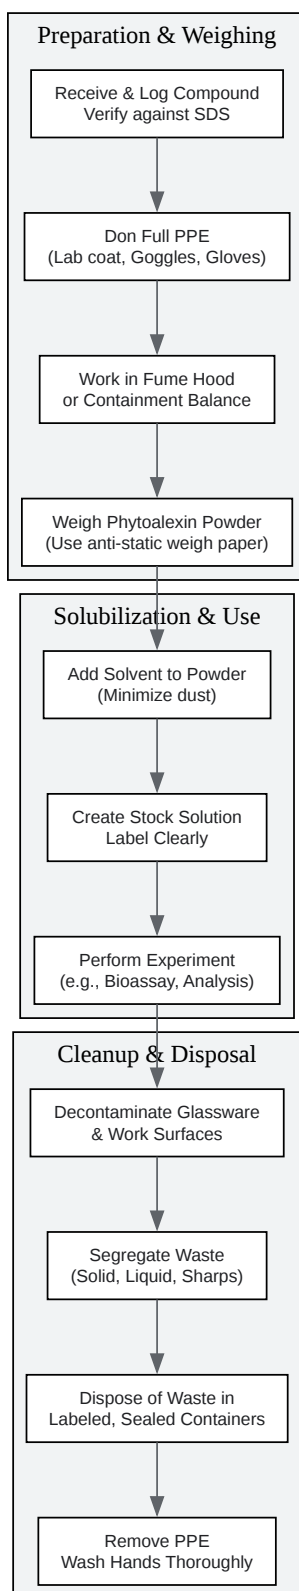 Preparation & Weighing
Receive & Log Compound
Verify against SDS
Don Full PPE
(Lab coat, Goggles, Gloves)
Work in Fume Hood
or Containment Balance
Weigh Phytoalexin Powder
(Use anti-static weigh paper)
Solubilization & Use
Add Solvent to Powder
(Minimize dust)
Create Stock Solution
Label Clearly
Perform Experiment
(e.g., Bioassay, Analysis)
Cleanup & Disposal
Decontaminate Glassware
& Work Surfaces
Segregate Waste
(Solid, Liquid, Sharps)
Dispose of Waste in
Labeled, Sealed Containers
Remove PPE
Wash Hands Thoroughly